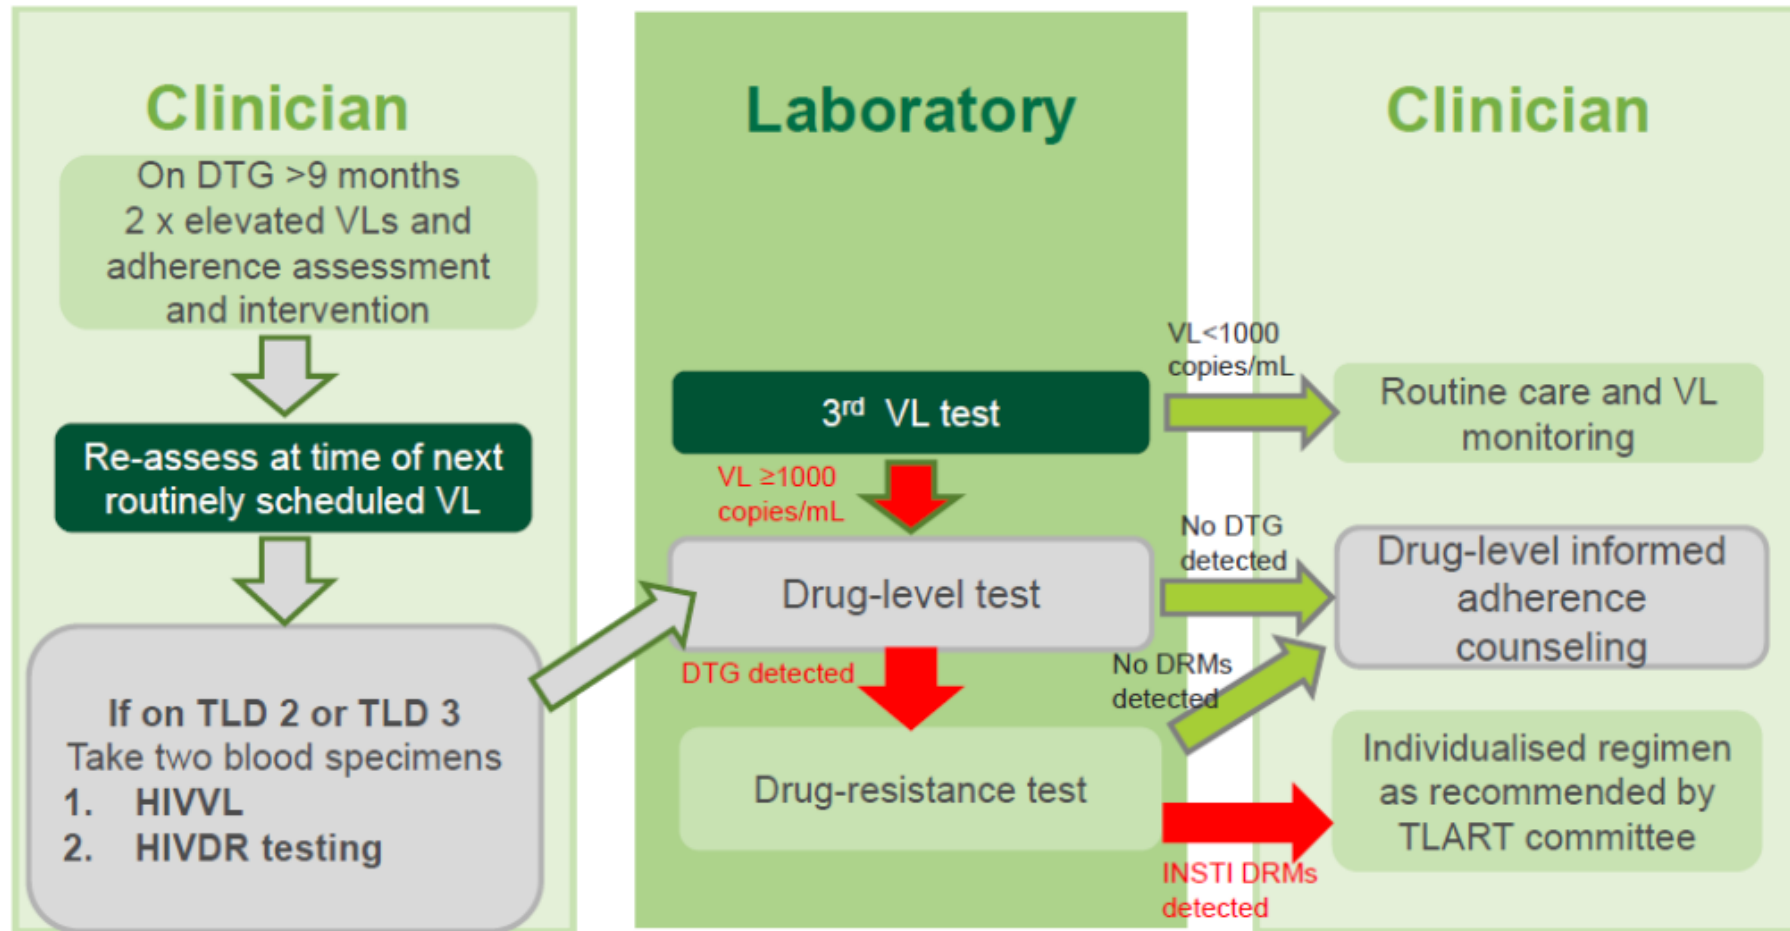 Clinician
On DTG >9 months
2 x elevated VLs and
adherence assessment
and intervention
Re-assess at time of next
routinely scheduled VL
If on TLD 2 or TLD 3
Take two blood specimens
1. HIVVL
2. HIVDR testing
Laboratory
3rd VL test
VL ≥1000
copies/mL
Drug-level test
DTG detected
Drug-resistance test
VL<1000
copies/mL
No DTG
detected
No DRMs
detected
INSTI DRMs
detected
Clinician
Routine care and VL
monitoring
Drug-level informed
adherence
counseling
Individualised regimen
as recommended by
TLART committee